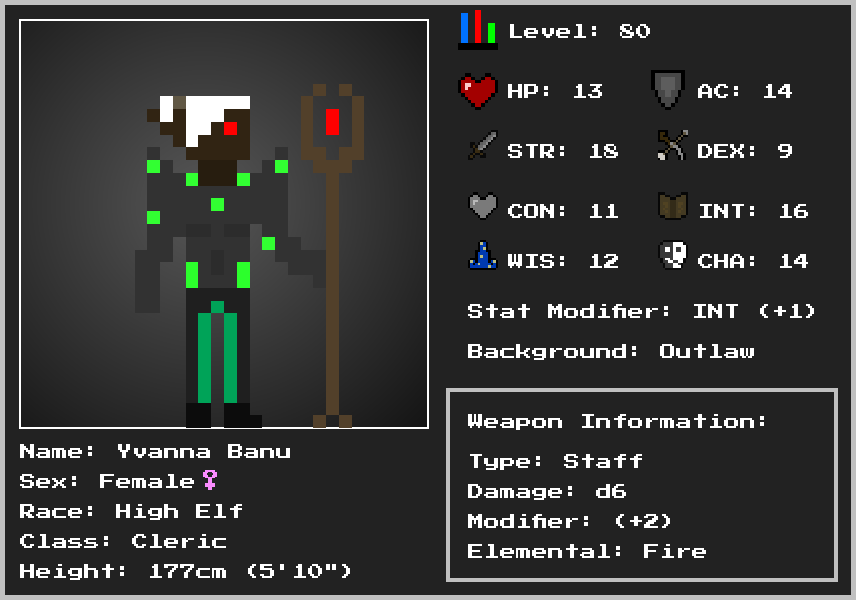 Level: 80
HP: 13 AC: 14
STR: 18 DEX: 9
CON: 11 INT: 16
WIS: 12 CHA: 14
Stat Modifier: INT (+1)
Background: Outlaw
Weapon Information:
Type: Staff
Damage: d6
Modifier: (+2)
Elemental: Fire
Name: Yvanna Banu
Sex: Female♀
Race: High Elf
Class: Cleric
Height: 177cm (5'10")